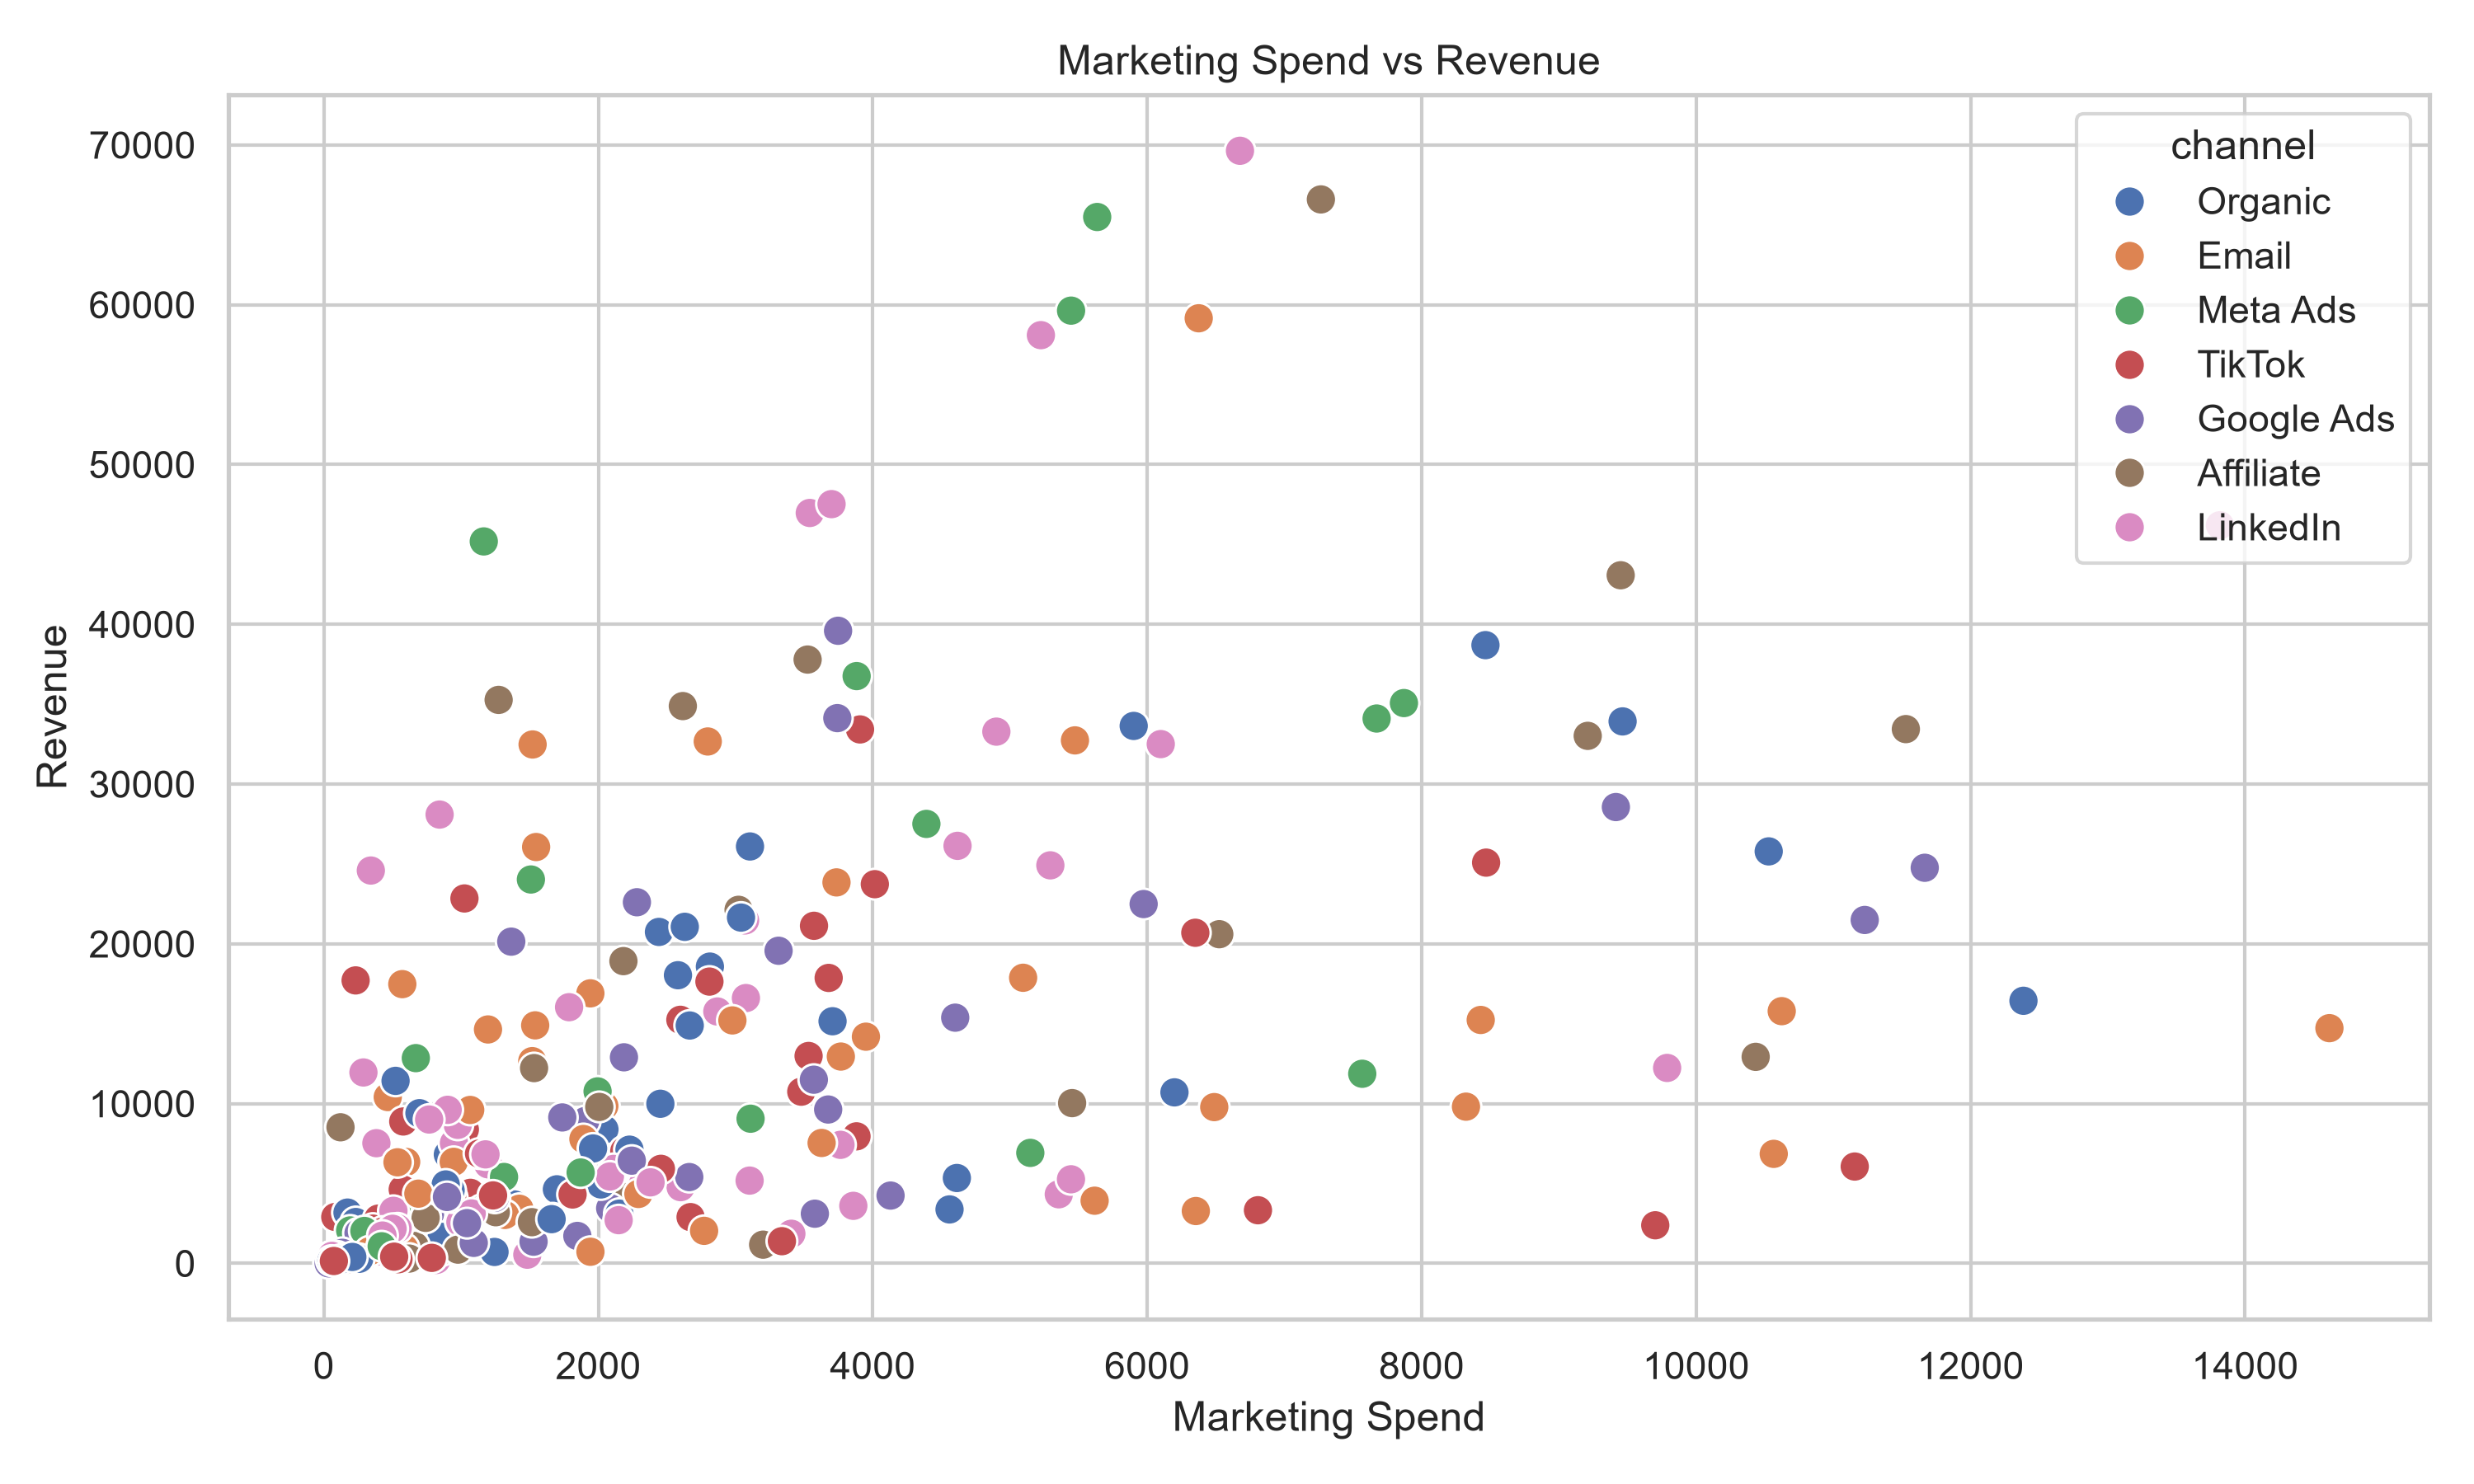 Marketing Spend vs Revenue
channel
Organic
Email
Meta Ads
TikTok
Google Ads
Affiliate
LinkedIn
Revenue
70000
60000
50000
40000
30000
20000
10000
0
0 2000 4000 6000 8000 10000 12000 14000
Marketing Spend